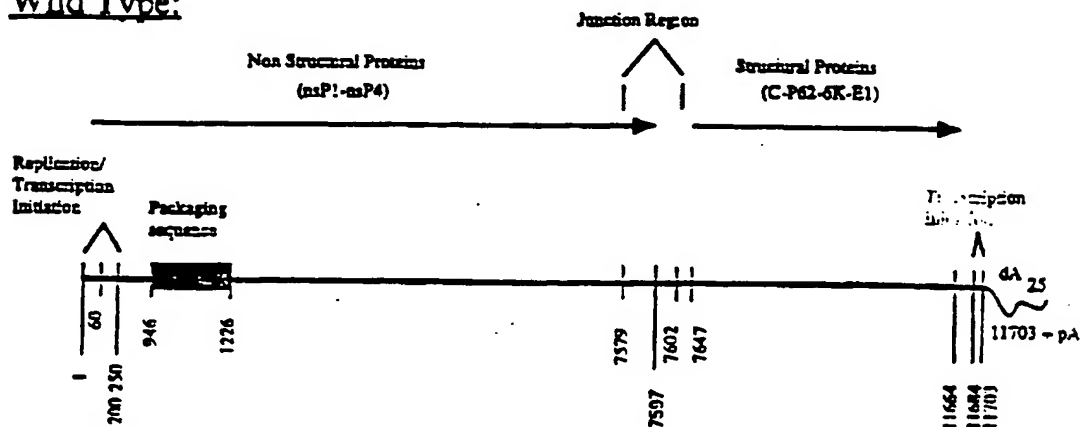 Wild Type:
Junction Region
Non Structural Proteins
(nsP1-nsP4)
Structural Proteins
(C-P62-6K-E1)
Replication/
Transcription
Initiation
Packaging
sequence
Transcription
dA 25
11703 + pA
1
60
200 250
946
1226
7579
7597
7602
7647
11664
11684
11703